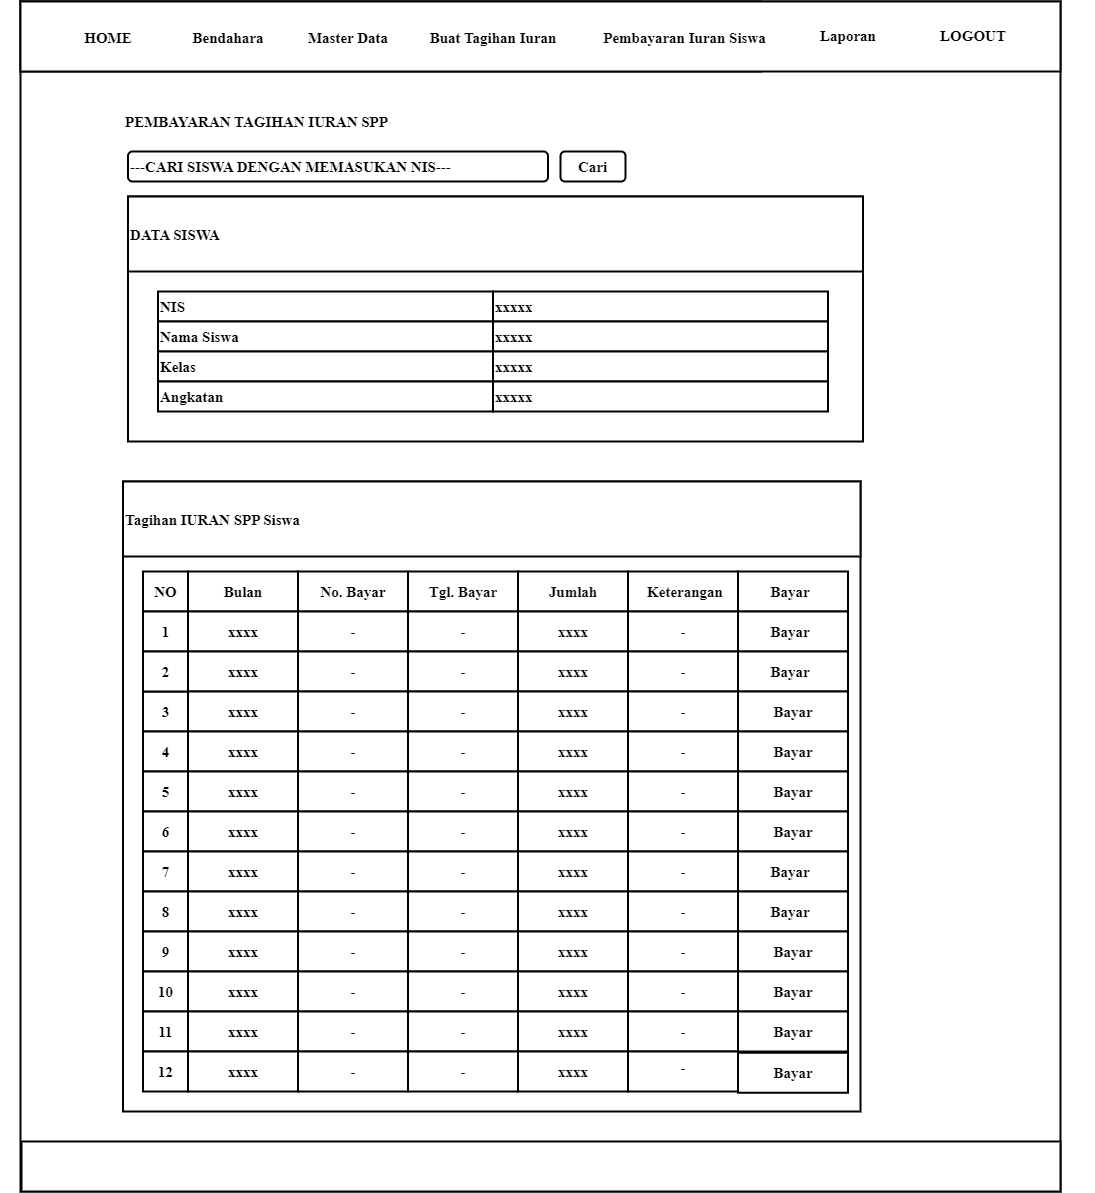 HOME Bendahara Master Data Buat Tagihan Iuran Pembayaran Iuran Siswa Laporan LOGOUT
PEMBAYARAN TAGIHAN IURAN SPP
---CARI SISWA DENGAN MEMASUKAN NIS--- Cari
DATA SISWA
NIS xxxxx
Nama Siswa xxxxx
Kelas xxxxx
Angkatan xxxxx
Tagihan IURAN SPP Siswa
NO Bulan No. Bayar Tgl. Bayar Jumlah Keterangan Bayar
1 xxxx - - xxxx - Bayar
2 xxxx - - xxxx - Bayar
3 xxxx - - xxxx - Bayar
4 xxxx - - xxxx - Bayar
5 xxxx - - xxxx - Bayar
6 xxxx - - xxxx - Bayar
7 xxxx - - xxxx - Bayar
8 xxxx - - xxxx - Bayar
9 xxxx - - xxxx - Bayar
10 xxxx - - xxxx - Bayar
11 xxxx - - xxxx - Bayar
12 xxxx - - xxxx - Bayar